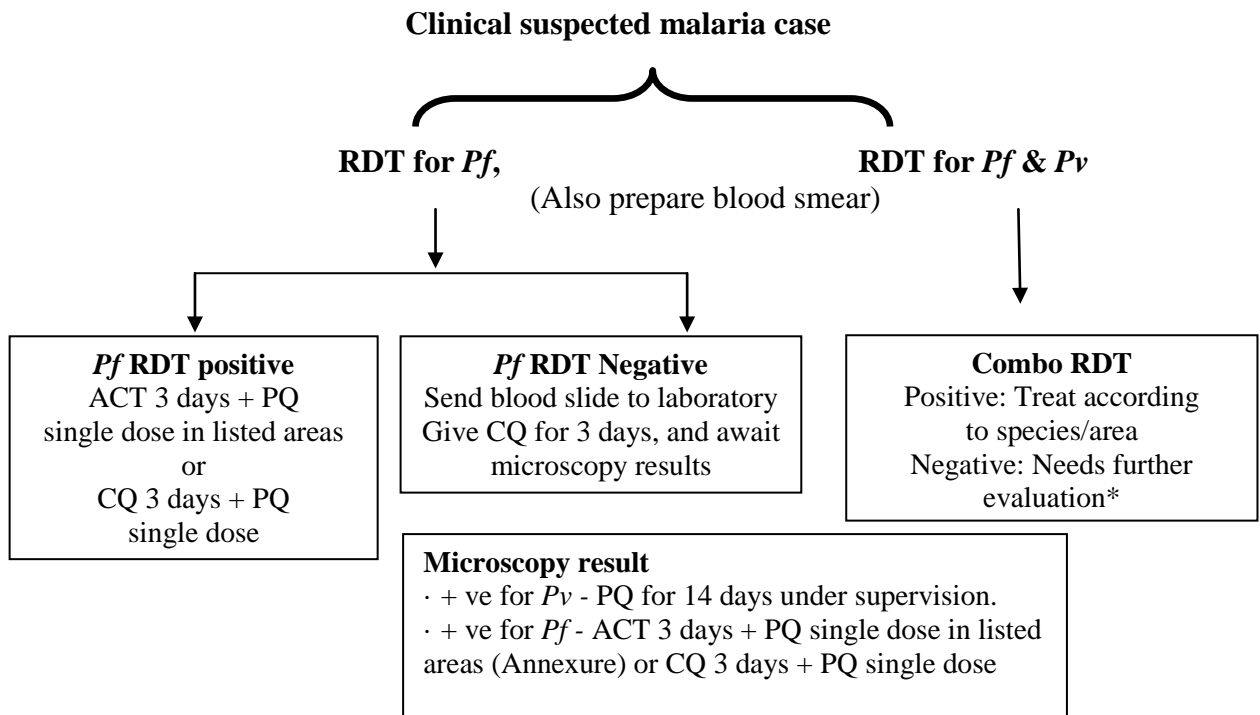 Clinical suspected malaria case
RDT for Pf,
RDT for Pf & Pv
(Also prepare blood smear)
Pf RDT positive
ACT 3 days + PQ
single dose in listed areas
or
CQ 3 days + PQ
single dose
Pf RDT Negative
Send blood slide to laboratory
Give CQ for 3 days, and await
microscopy results
Combo RDT
Positive: Treat according
to species/area
Negative: Needs further
evaluation*
Microscopy result
· + ve for Pv - PQ for 14 days under supervision.
· + ve for Pf - ACT 3 days + PQ single dose in listed
areas (Annexure) or CQ 3 days + PQ single dose